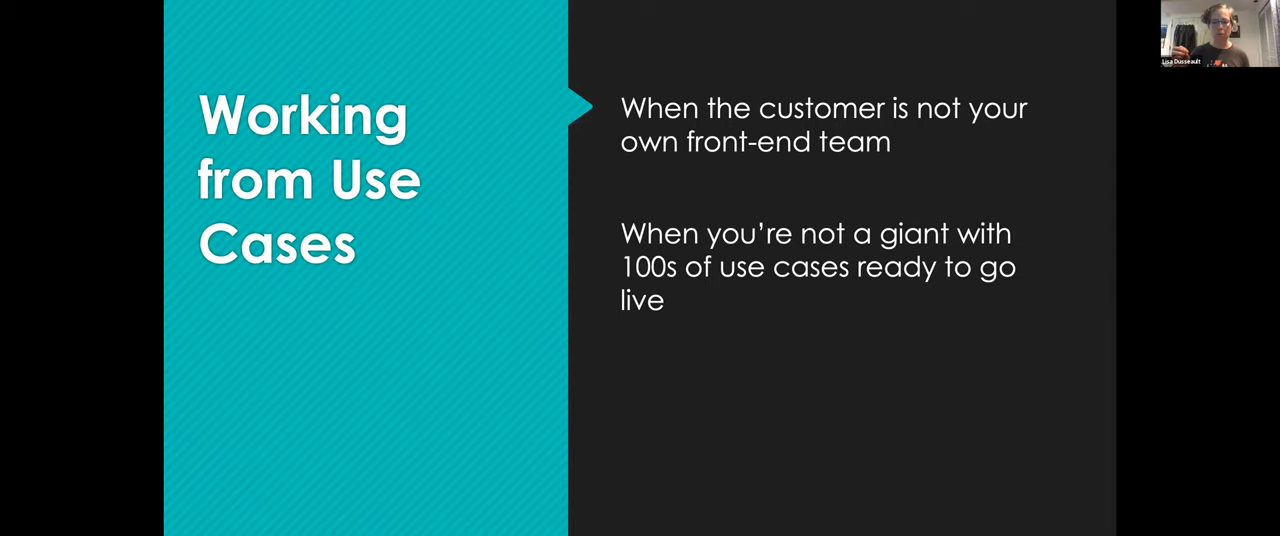 Working
from Use
Cases
When the customer is not your
own front-end team
When you’re not a giant with
100s of use cases ready to go
live
Lisa Dusseault